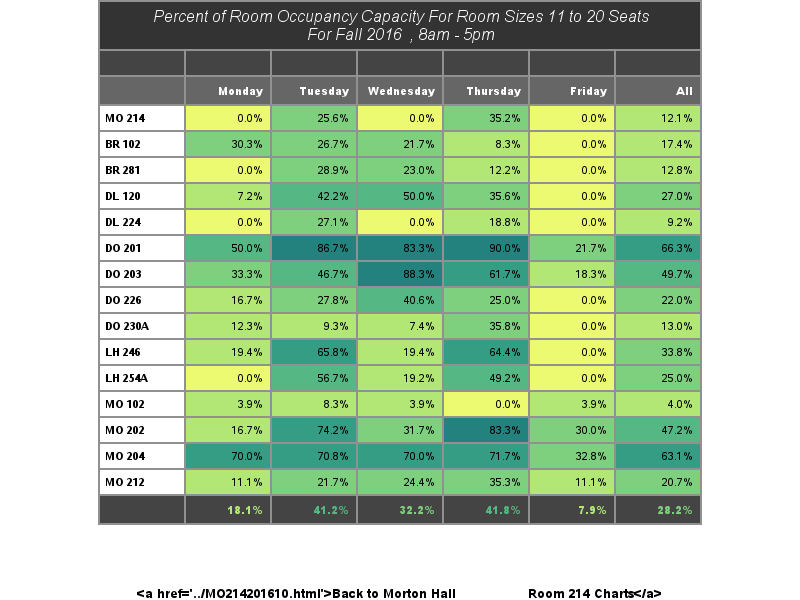 Percent of Room Occupancy Capacity For Room Sizes 11 to 20 Seats
For Fall 2016 , 8am - 5pm
Monday Tuesday Wednesday Thursday Friday All
MO 214 0.0% 25.6% 0.0% 35.2% 0.0% 12.1%
BR 102 30.3% 26.7% 21.7% 8.3% 0.0% 17.4%
BR 281 0.0% 28.9% 23.0% 12.2% 0.0% 12.8%
DL 120 7.2% 42.2% 50.0% 35.6% 0.0% 27.0%
DL 224 0.0% 27.1% 0.0% 18.8% 0.0% 9.2%
DO 201 50.0% 86.7% 83.3% 90.0% 21.7% 66.3%
DO 203 33.3% 46.7% 88.3% 61.7% 18.3% 49.7%
DO 226 16.7% 27.8% 40.6% 25.0% 0.0% 22.0%
DO 230A 12.3% 9.3% 7.4% 35.8% 0.0% 13.0%
LH 246 19.4% 65.8% 19.4% 64.4% 0.0% 33.8%
LH 254A 0.0% 56.7% 19.2% 49.2% 0.0% 25.0%
MO 102 3.9% 8.3% 3.9% 0.0% 3.9% 4.0%
MO 202 16.7% 74.2% 31.7% 83.3% 30.0% 47.2%
MO 204 70.0% 70.8% 70.0% 71.7% 32.8% 63.1%
MO 212 11.1% 21.7% 24.4% 35.3% 11.1% 20.7%
18.1% 41.2% 32.2% 41.8% 7.9% 28.2%
<a href='../MO214201610.html'>Back to Morton Hall Room 214 Charts</a>